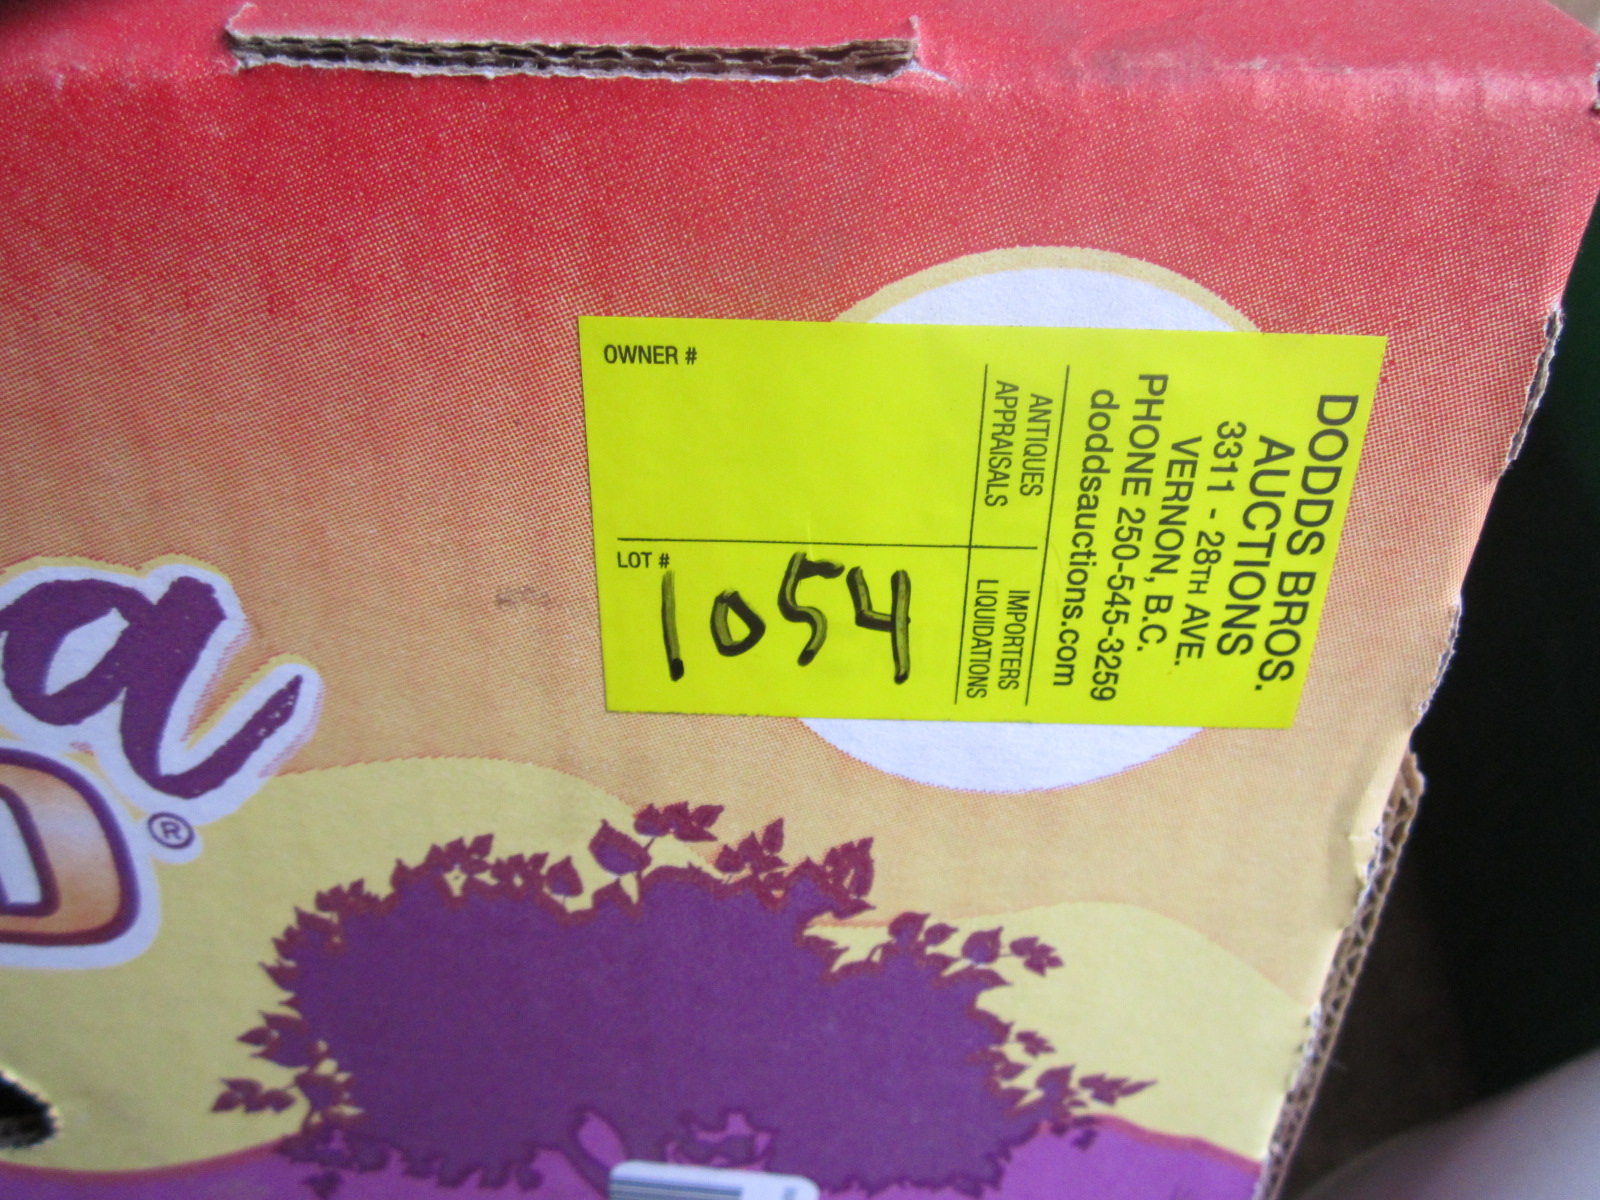 DODDS BROS.
AUCTIONS
3311 - 28TH AVE.
VERNON, B.C.
PHONE 250-545-3259
doddsauctions.com
ANTIQUES
APPRAISALS
IMPORTERS
LIQUIDATIONS
OWNER #
LOT #
1054
a
®